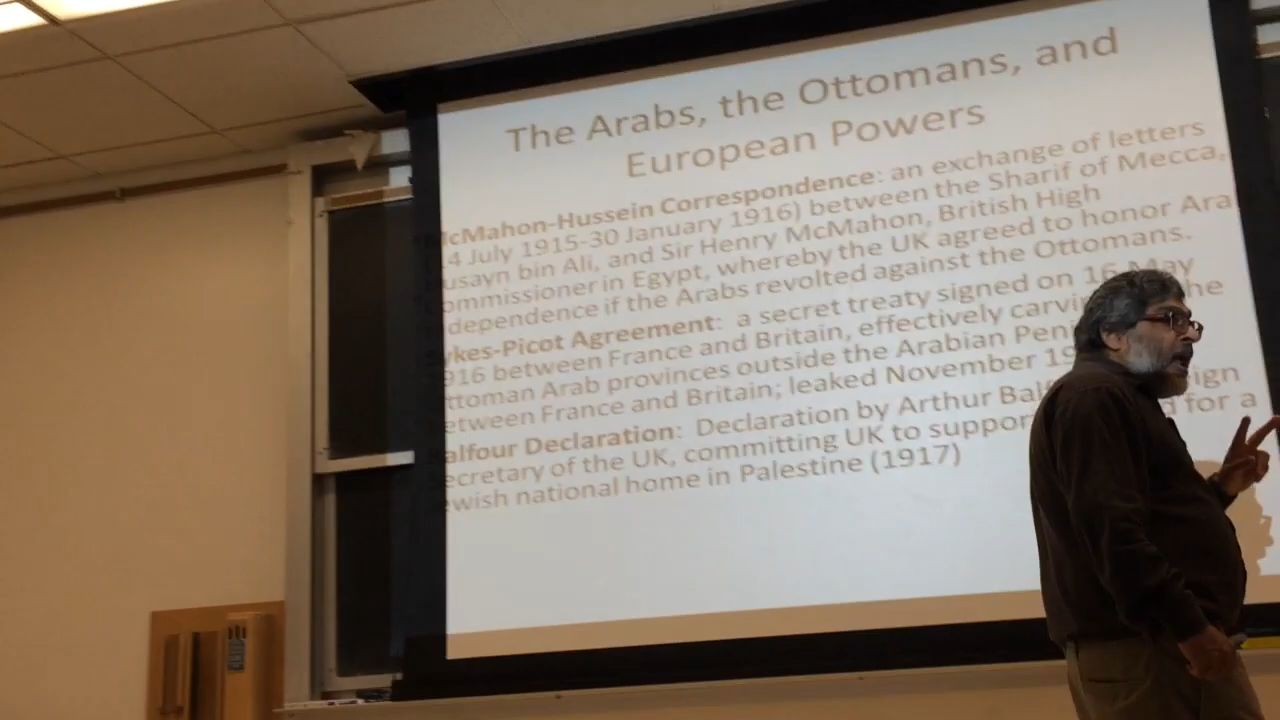 The Arabs, the Ottomans, and
European Powers
McMahon-Hussein Correspondence: an exchange of letters
4 July 1915-30 January 1916) between the Sharif of Mecca,
usayn bin Ali, and Sir Henry McMahon, British High
ommissioner in Egypt, whereby the UK agreed to honor Ara
dependence if the Arabs revolted against the Ottomans.
ykes-Picot Agreement: a secret treaty signed on 16 May
916 between France and Britain, effectively carvi he
ttoman Arab provinces outside the Arabian Pen
etween France and Britain; leaked November 19
alfour Declaration: Declaration by Arthur Bal eign
ecretary of the UK, committing UK to suppor for a
ewish national home in Palestine (1917)